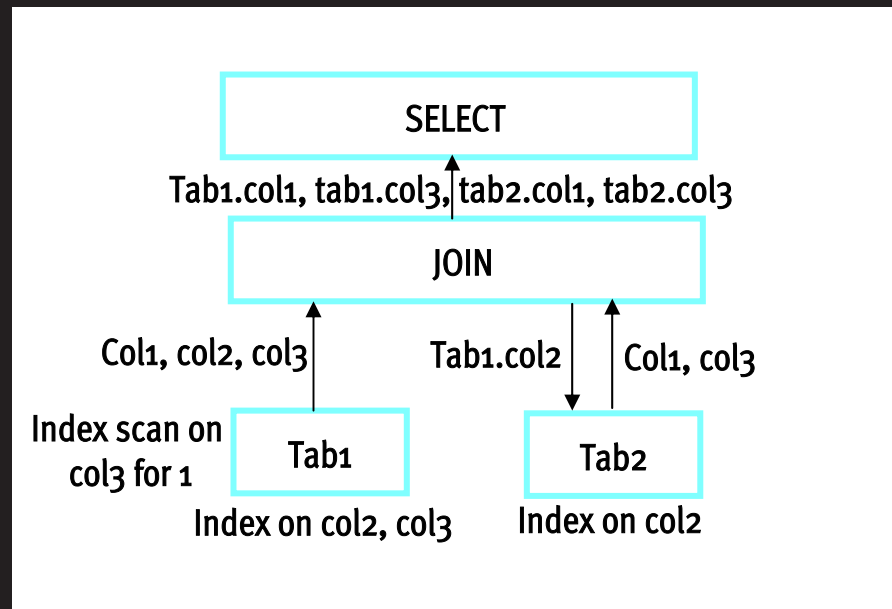 SELECT
Tab1.col1, tab1.col3, tab2.col1, tab2.col3
JOIN
Col1, col2, col3
Tab1.col2
Col1, col3
Index scan on
col3 for 1
Tab1
Tab2
Index on col2, col3
Index on col2